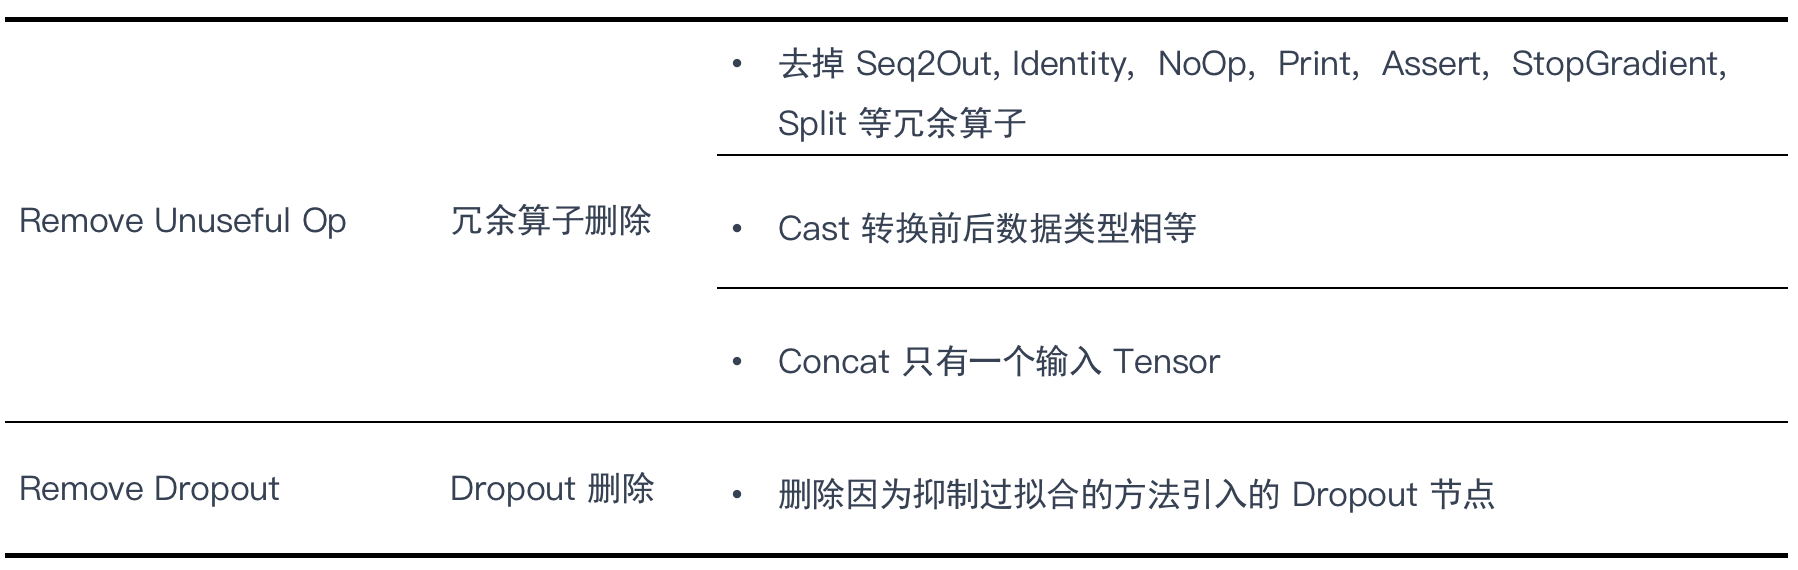 • 去掉 Seq2Out, Identity, NoOp, Print, Assert, StopGradient,
Split 等冗余算子
Remove Unuseful Op 冗余算子删除
• Cast 转换前后数据类型相等
• Concat 只有一个输入 Tensor
Remove Dropout Dropout 删除
• 删除因为抑制过拟合的方法引入的 Dropout 节点